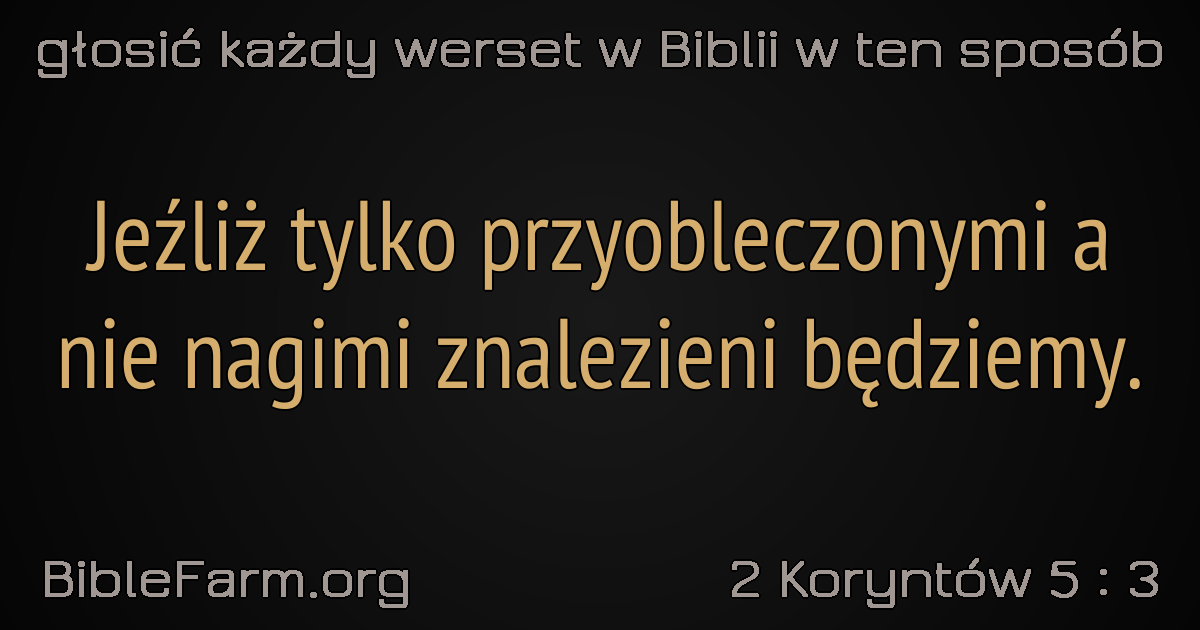 głosić każdy werset w Biblii w ten sposób
Jeźliż tylko przyobleczonymi a
nie nagimi znalezieni będziemy.
BibleFarm.org
2 Koryntów 5 : 3